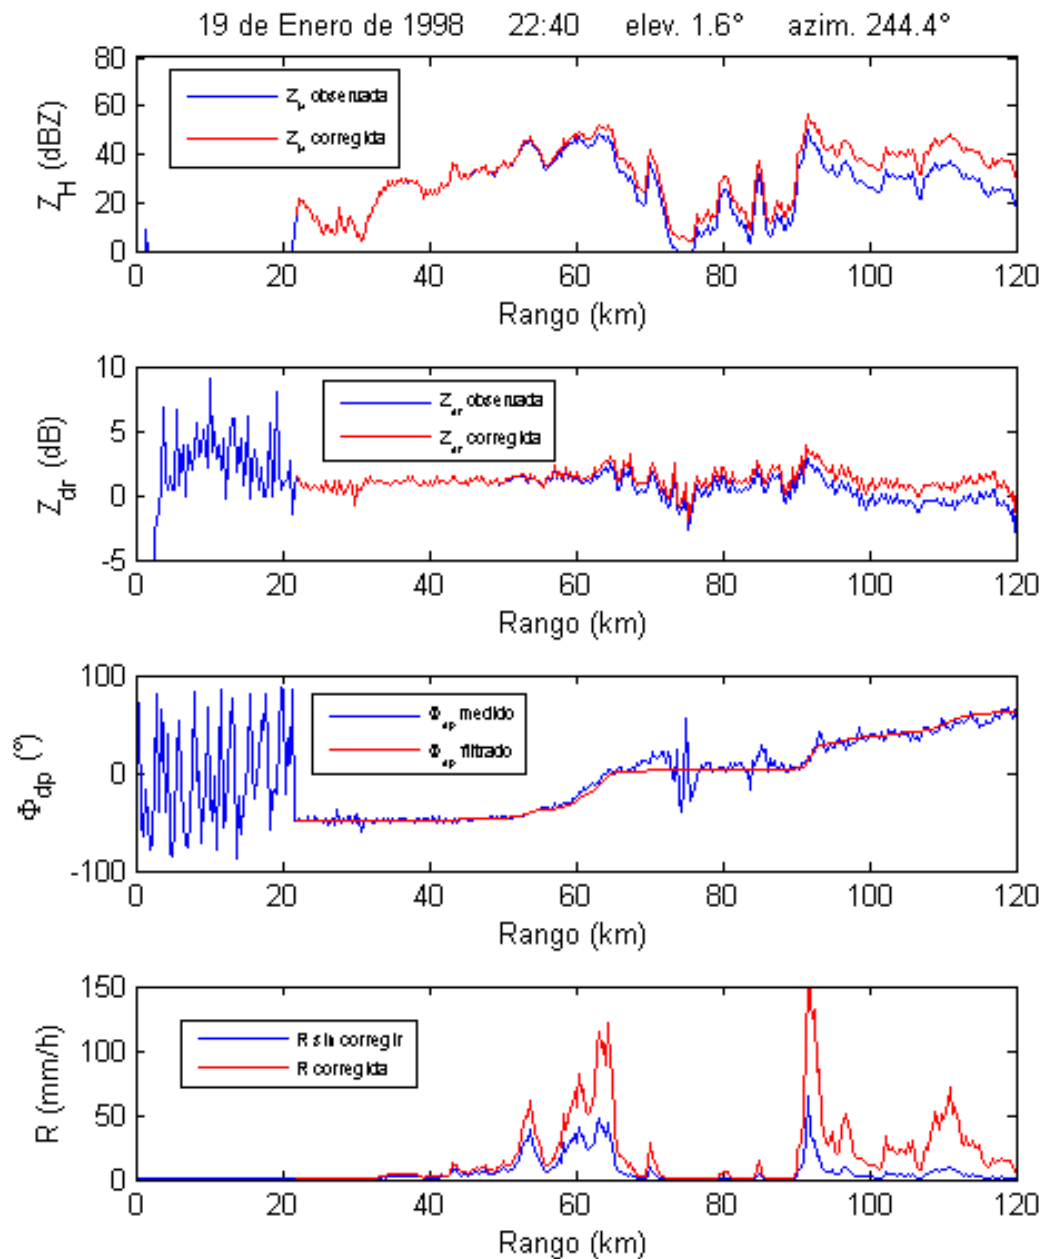 19 de Enero de 1998 22:40 elev. 1.6° azim. 244.4°
80
60
40
20
0
Z_H (dBZ)
Z_H observada
Z_H corregida
0 20 40 60 80 100 120
Rango (km)
10
5
0
-5
Z_dr (dB)
Z_dr observada
Z_dr corregida
0 20 40 60 80 100 120
Rango (km)
100
0
-100
Φ_dp (°)
Φ_dp medido
Φ_dp filtrado
0 20 40 60 80 100 120
Rango (km)
150
100
50
0
R (mm/h)
R sin corregir
R corregida
0 20 40 60 80 100 120
Rango (km)